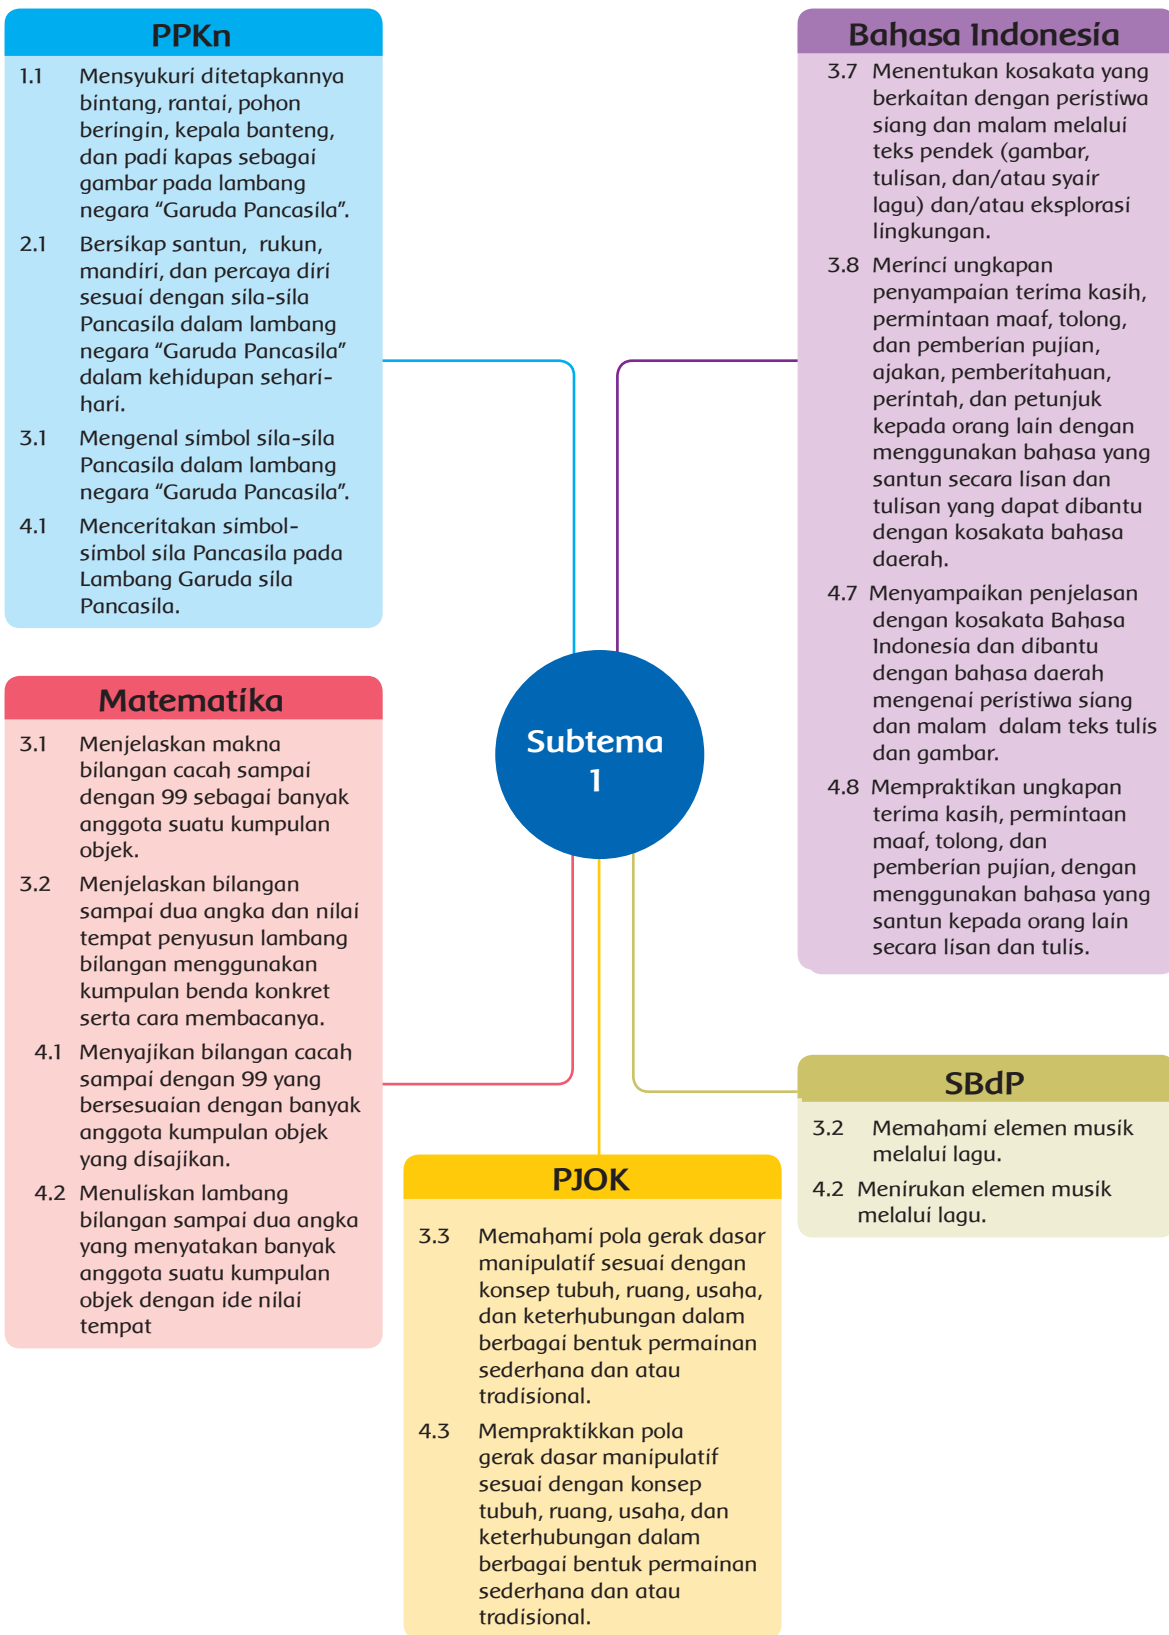 PPKn
1.1 Mensyukuri ditetapkannya
bintang, rantai, pohon
beringin, kepala banteng,
dan padi kapas sebagai
gambar pada lambang
negara “Garuda Pancasila”.
2.1 Bersikap santun, rukun,
mandiri, dan percaya diri
sesuai dengan sila-sila
Pancasila dalam lambang
negara “Garuda Pancasila”
dalam kehidupan sehari-
hari.
3.1 Mengenal simbol sila-sila
Pancasila dalam lambang
negara “Garuda Pancasila”.
4.1 Menceritakan simbol-
simbol sila Pancasila pada
Lambang Garuda sila
Pancasila.
Bahasa Indonesia
3.7 Menentukan kosakata yang
berkaitan dengan peristiwa
siang dan malam melalui
teks pendek (gambar,
tulisan, dan/atau syair
lagu) dan/atau eksplorasi
lingkungan.
3.8 Merinci ungkapan
penyampaian terima kasih,
permintaan maaf, tolong,
dan pemberian pujian,
ajakan, pemberitahuan,
perintah, dan petunjuk
kepada orang lain dengan
menggunakan bahasa yang
santun secara lisan dan
tulisan yang dapat dibantu
dengan kosakata bahasa
daerah.
4.7 Menyampaikan penjelasan
dengan kosakata Bahasa
Indonesia dan dibantu
dengan bahasa daerah
mengenai peristiwa siang
dan malam dalam teks tulis
dan gambar.
4.8 Mempraktikan ungkapan
terima kasih, permintaan
maaf, tolong, dan
pemberian pujian, dengan
menggunakan bahasa yang
santun kepada orang lain
secara lisan dan tulis.
Subtema
1
Matematika
3.1 Menjelaskan makna
bilangan cacah sampai
dengan 99 sebagai banyak
anggota suatu kumpulan
objek.
3.2 Menjelaskan bilangan
sampai dua angka dan nilai
tempat penyusun lambang
bilangan menggunakan
kumpulan benda konkret
serta cara membacanya.
4.1 Menyajikan bilangan cacah
sampai dengan 99 yang
bersesuaian dengan banyak
anggota kumpulan objek
yang disajikan.
4.2 Menuliskan lambang
bilangan sampai dua angka
yang menyatakan banyak
anggota suatu kumpulan
objek dengan ide nilai
tempat
PJOK
3.3 Memahami pola gerak dasar
manipulatif sesuai dengan
konsep tubuh, ruang, usaha,
dan keterhubungan dalam
berbagai bentuk permainan
sederhana dan atau
tradisional.
4.3 Mempraktikkan pola
gerak dasar manipulatif
sesuai dengan konsep
tubuh, ruang, usaha, dan
keterhubungan dalam
berbagai bentuk permainan
sederhana dan atau
tradisional.
SBdP
3.2 Memahami elemen musik
melalui lagu.
4.2 Menirukan elemen musik
melalui lagu.